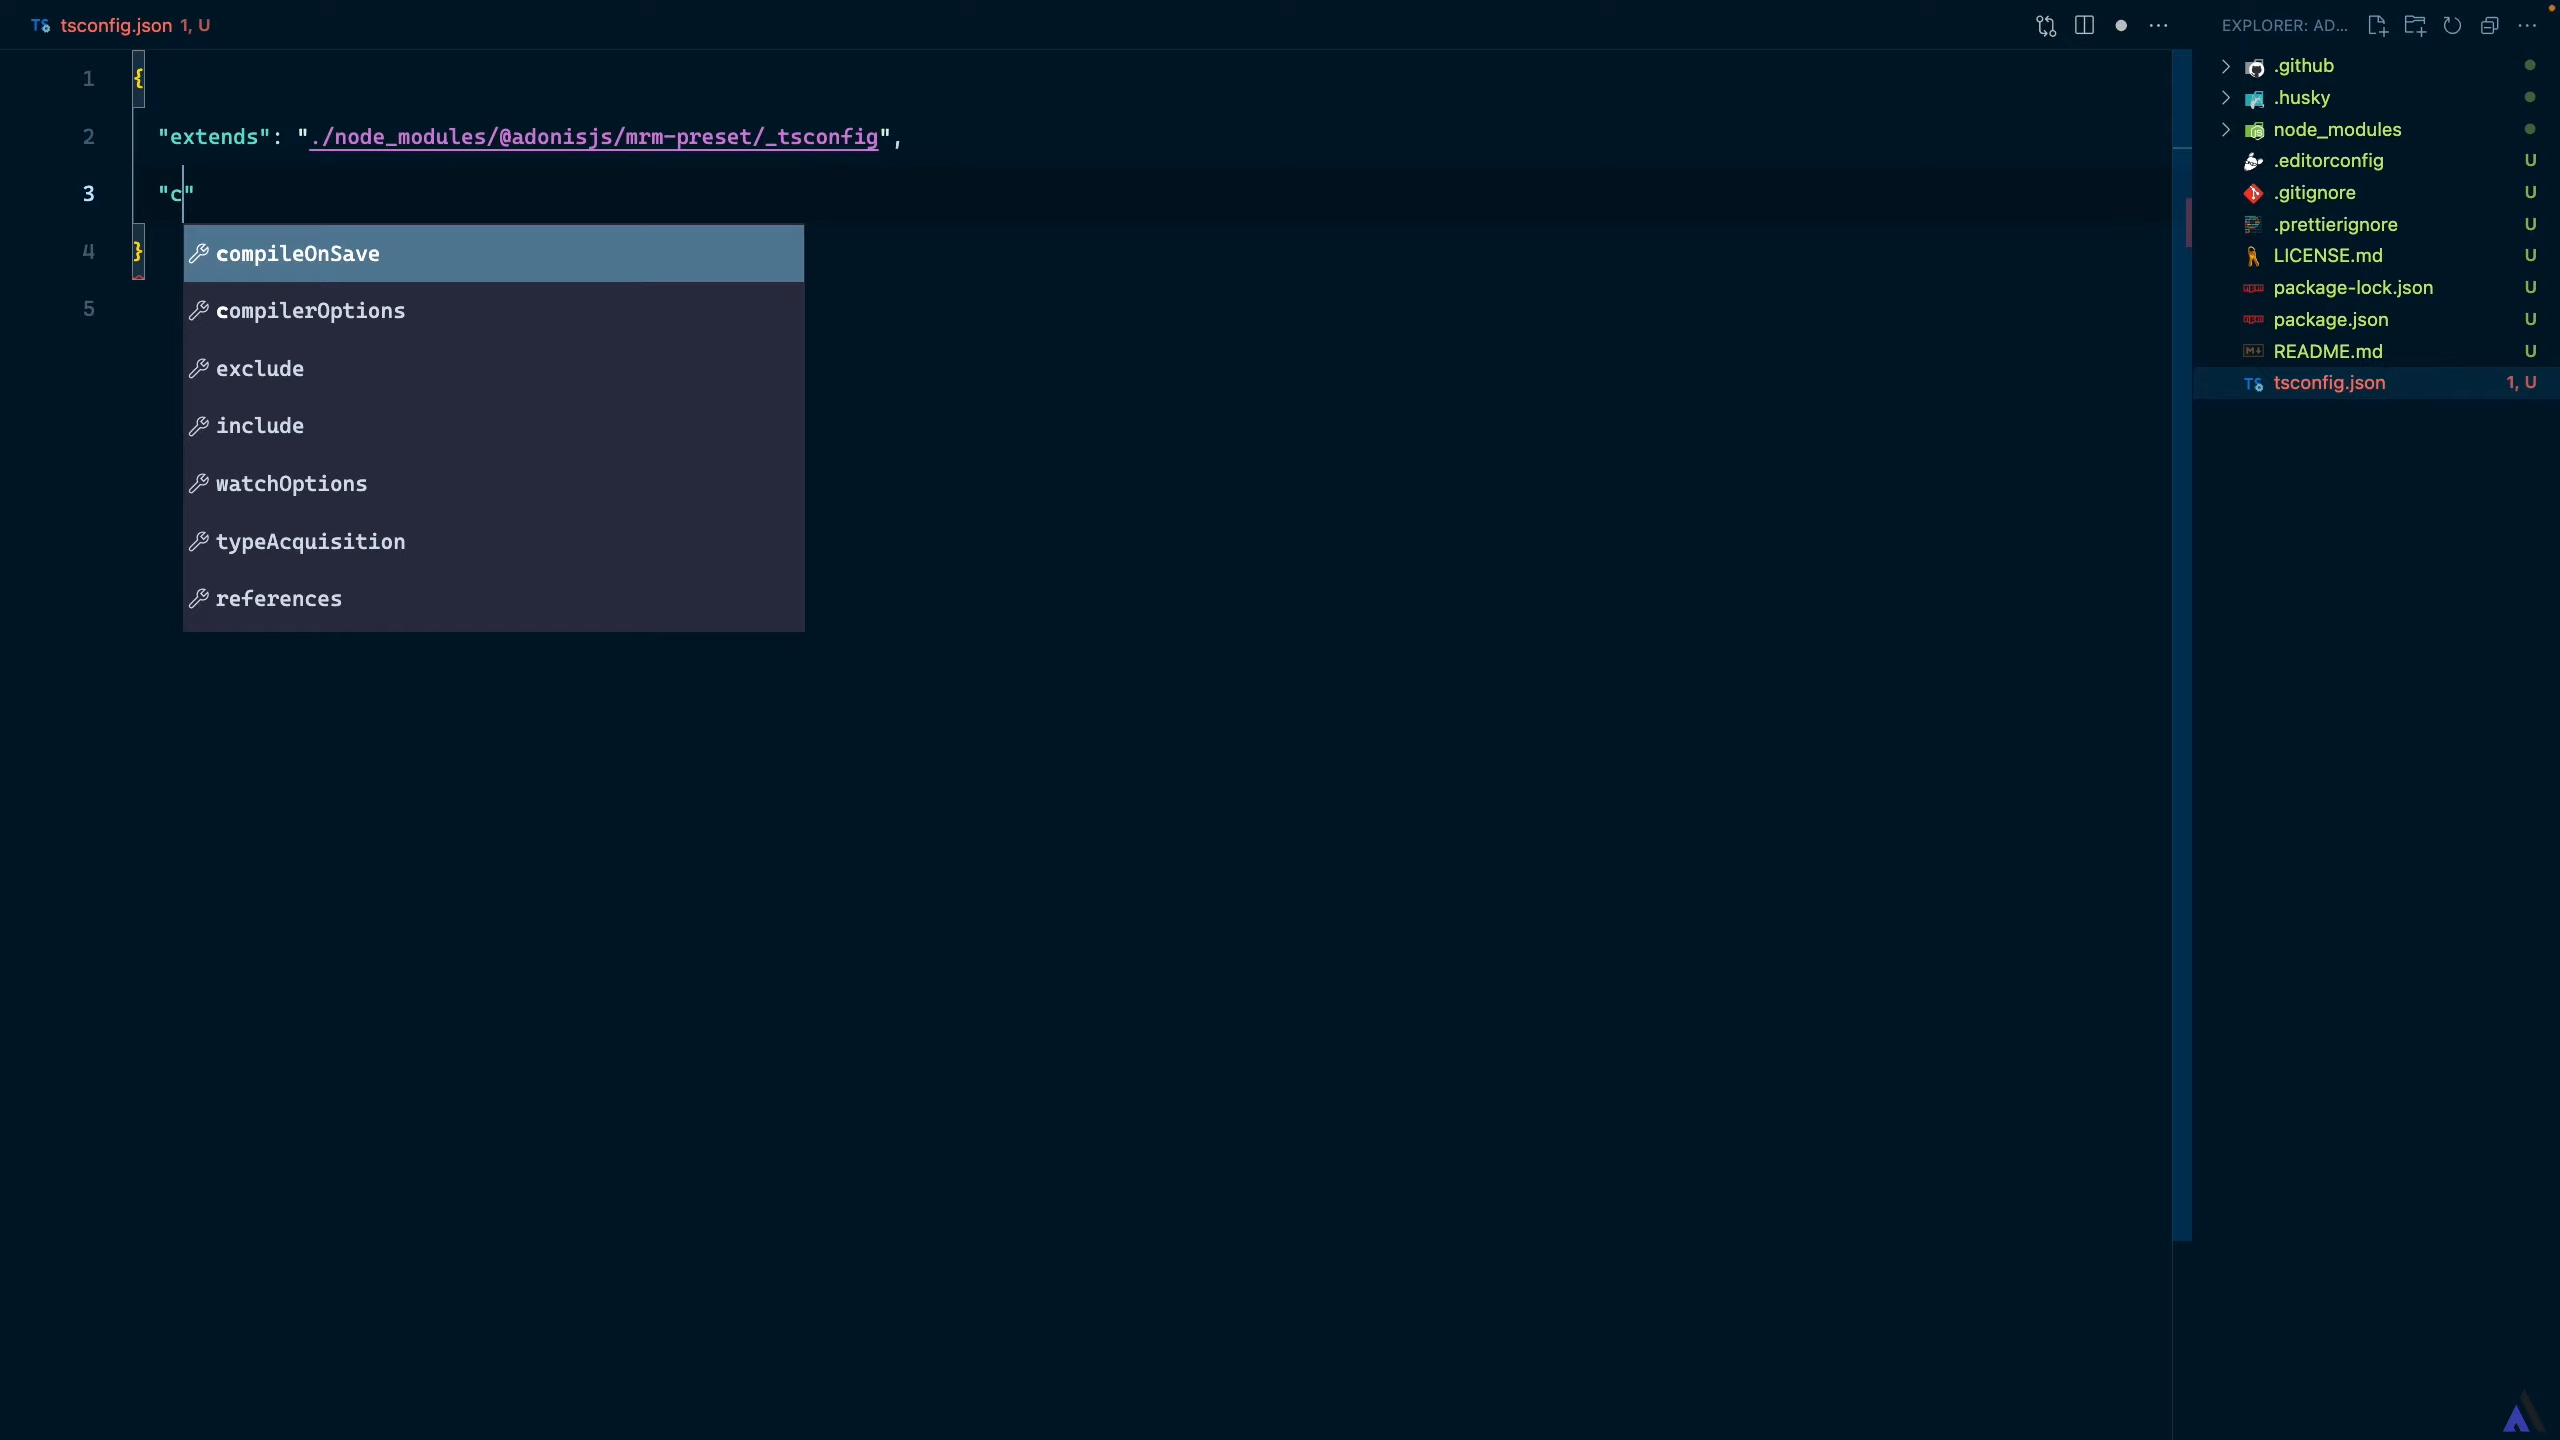 tsconfig.json 1, U
EXPLORER: AD...
1 {
2 "extends": "./node_modules/@adonisjs/mrm-preset/_tsconfig",
3 "c"
4 }
5
compileOnSave
compilerOptions
exclude
include
watchOptions
typeAcquisition
references
.github
.husky
node_modules
.editorconfig U
.gitignore U
.prettierignore U
LICENSE.md U
package-lock.json U
package.json U
README.md U
tsconfig.json 1, U